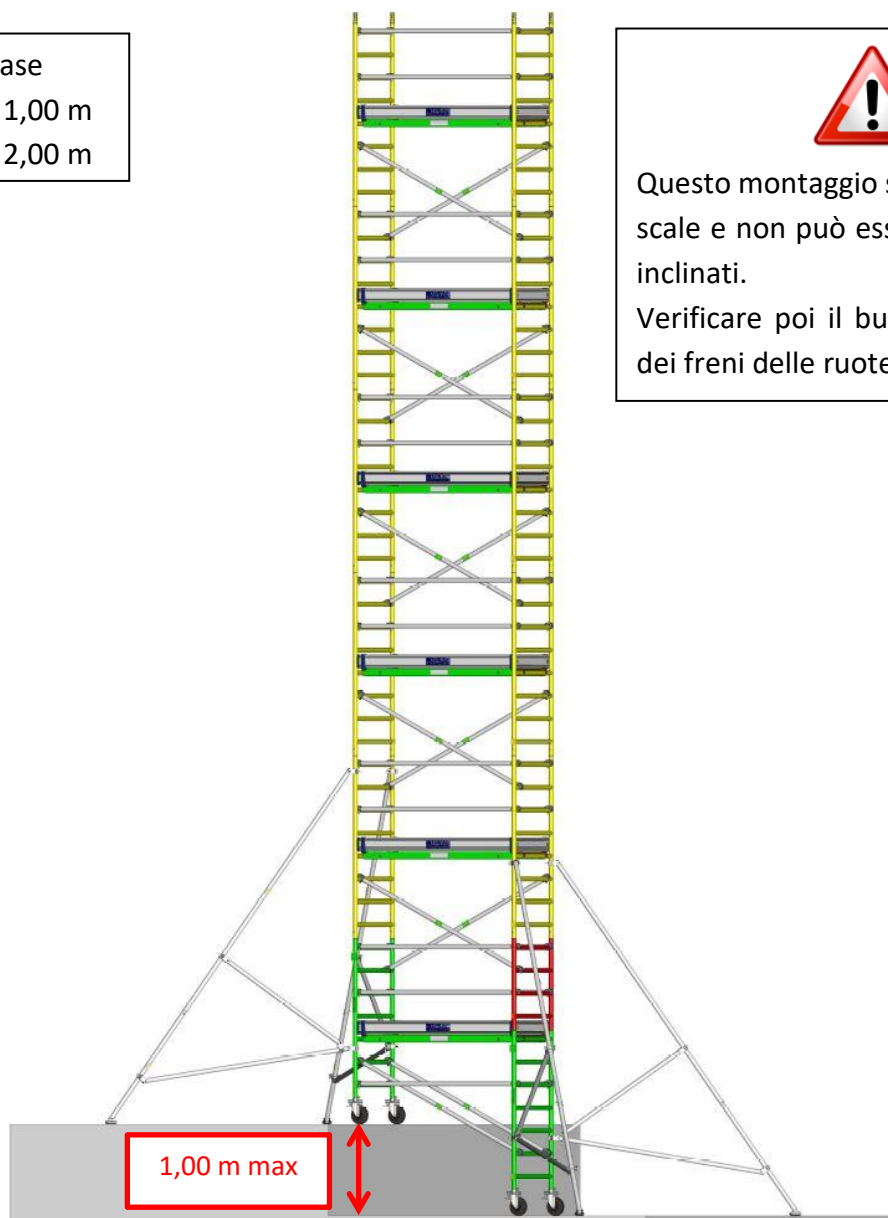 ase
1,00 m
2,00 m
Questo montaggio s
scale e non può ess
inclinati.
Verificare poi il bu
dei freni delle ruote
1,00 m max